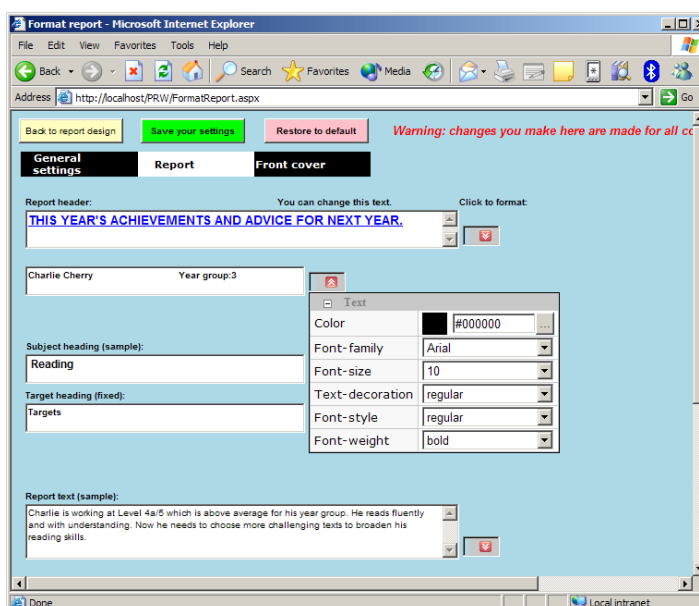 Format report - Microsoft Internet Explorer
File Edit View Favorites Tools Help
Back Search Favorites Media
Address http://localhost/PRW/FormatReport.aspx Go
Back to report design Save your settings Restore to default Warning: changes you make here are made for all
General settings Report Front cover
Report header: You can change this text. Click to format:
THIS YEAR'S ACHIEVEMENTS AND ADVICE FOR NEXT YEAR.
Charlie Cherry Year group:3
Text
Color #000000 ...
Font-family Arial
Font-size 10
Text-decoration regular
Font-style regular
Font-weight bold
Subject heading (sample):
Reading
Target heading (fixed):
Targets
Report text (sample):
Charlie is working at Level 4a/5 which is above average for his year group. He reads fluently
and with understanding. Now he needs to choose more challenging texts to broaden his
reading skills.
Done Local intranet